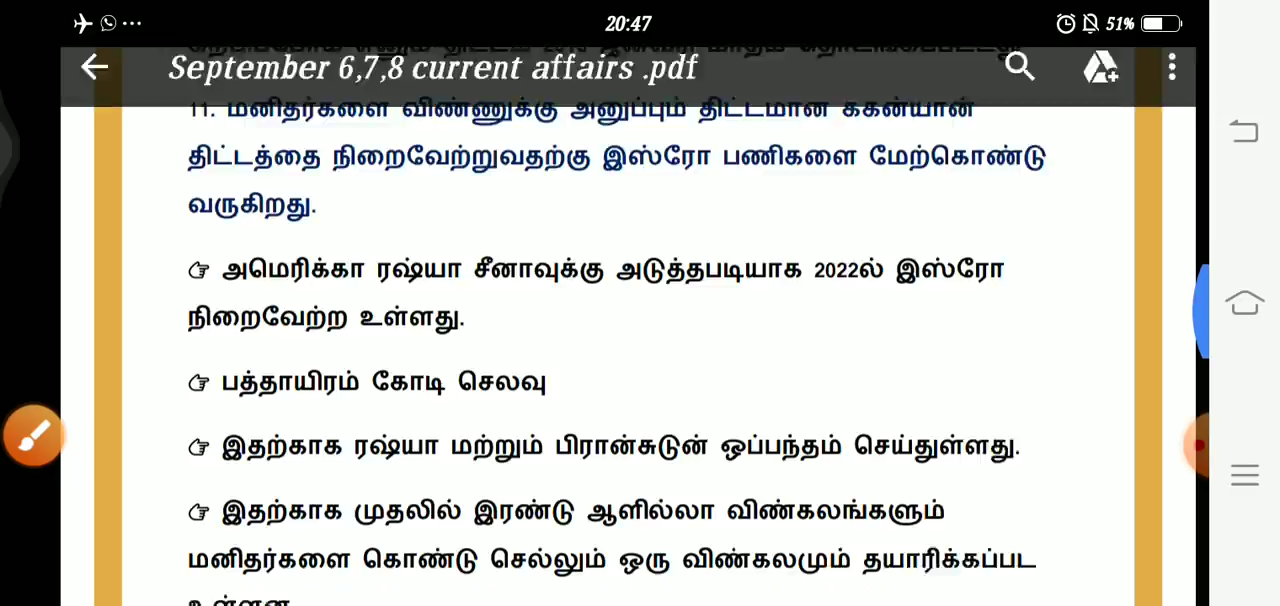 20:47
51%
September 6,7,8 current affairs .pdf
11. மனிதர்களை விண்ணுக்கு அனுப்பும் திட்டமான ககன்யான்
திட்டத்தை நிறைவேற்றுவதற்கு இஸ்ரோ பணிகளை மேற்கொண்டு
வருகிறது.
அமெரிக்கா ரஷ்யா சீனாவுக்கு அடுத்தபடியாக 2022ல் இஸ்ரோ
நிறைவேற்ற உள்ளது.
பத்தாயிரம் கோடி செலவு
இதற்காக ரஷ்யா மற்றும் பிரான்சுடுன் ஒப்பந்தம் செய்துள்ளது.
இதற்காக முதலில் இரண்டு ஆளில்லா விண்கலங்களும்
மனிதர்களை கொண்டு செல்லும் ஒரு விண்கலமும் தயாரிக்கப்பட